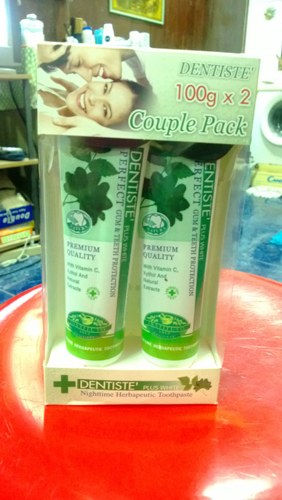 DENTISTE'
100g x 2
Couple Pack
DENTISTE' PLUS WHITE
PERFECT GUM & TEETH PROTECTION
PREMIUM
QUALITY
With Vitamin C,
Xylitol And
Natural
Extracts
DENTISTE' PLUS WHITE
PERFECT GUM & TEETH PROTECTION
PREMIUM
QUALITY
With Vitamin C,
Xylitol And
Natural
Extracts
DENTISTE' PLUS WHITE
Nighttime Herbapeutic Toothpaste